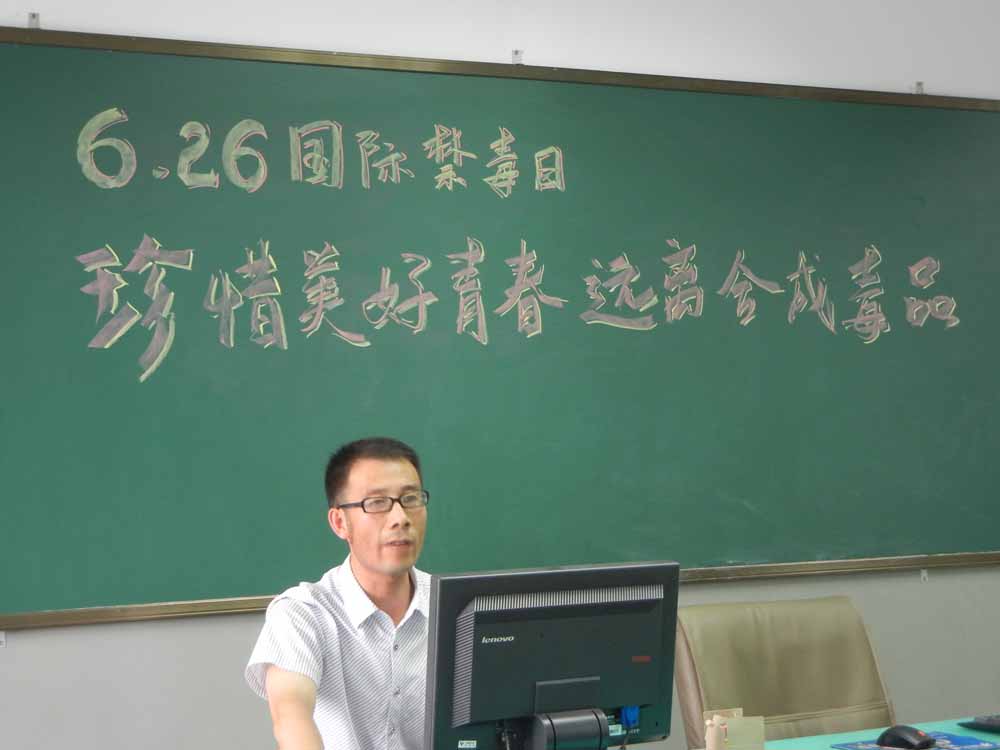 6.26国际禁毒日
珍惜美好青春 远离合成毒品
lenovo